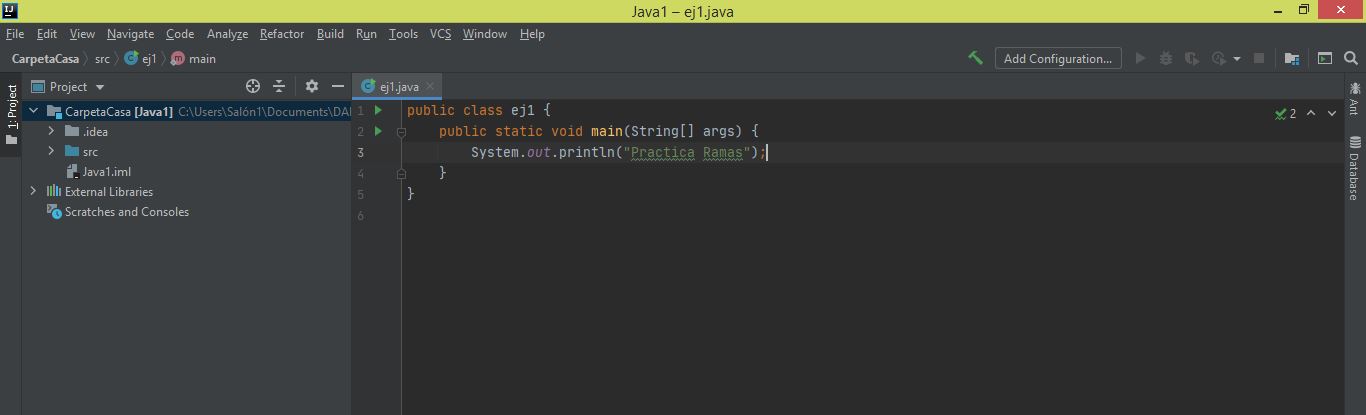 Java1 – ej1.java
File Edit View Navigate Code Analyze Refactor Build Run Tools VCS Window Help
CarpetaCasa src ej1 main
Add Configuration...
1: Project
Project
ej1.java
CarpetaCasa [Java1] C:\Users\Salón1\Documents\DA
.idea
src
Java1.iml
External Libraries
Scratches and Consoles
1 public class ej1 {
2 public static void main(String[] args) {
3 System.out.println("Practica Ramas");
4 }
5 }
6
2
Ant
Database